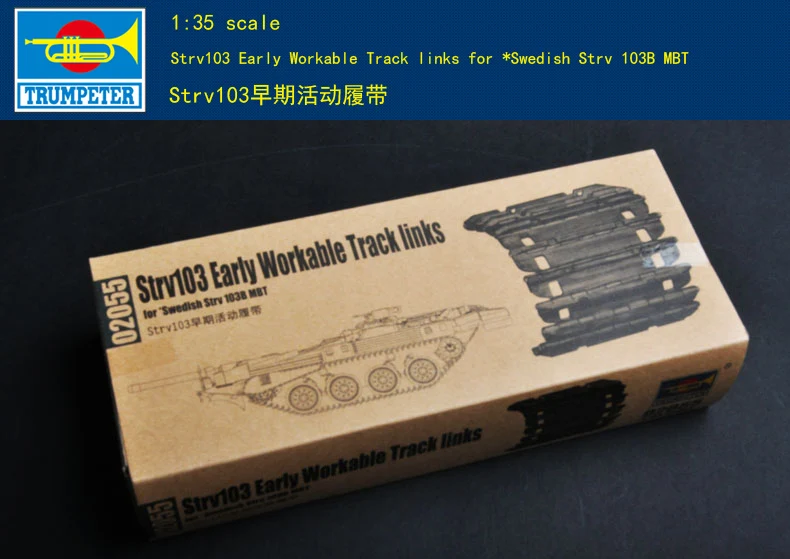 TRUMPETER
1:35 scale
Strv103 Early Workable Track links for *Swedish Strv 103B MBT
Strv103早期活动履带
02055
Strv103 Early Workable Track links
for *Swedish Strv 103B MBT
Strv103早期活动履带
02055
Strv103 Early Workable Track links